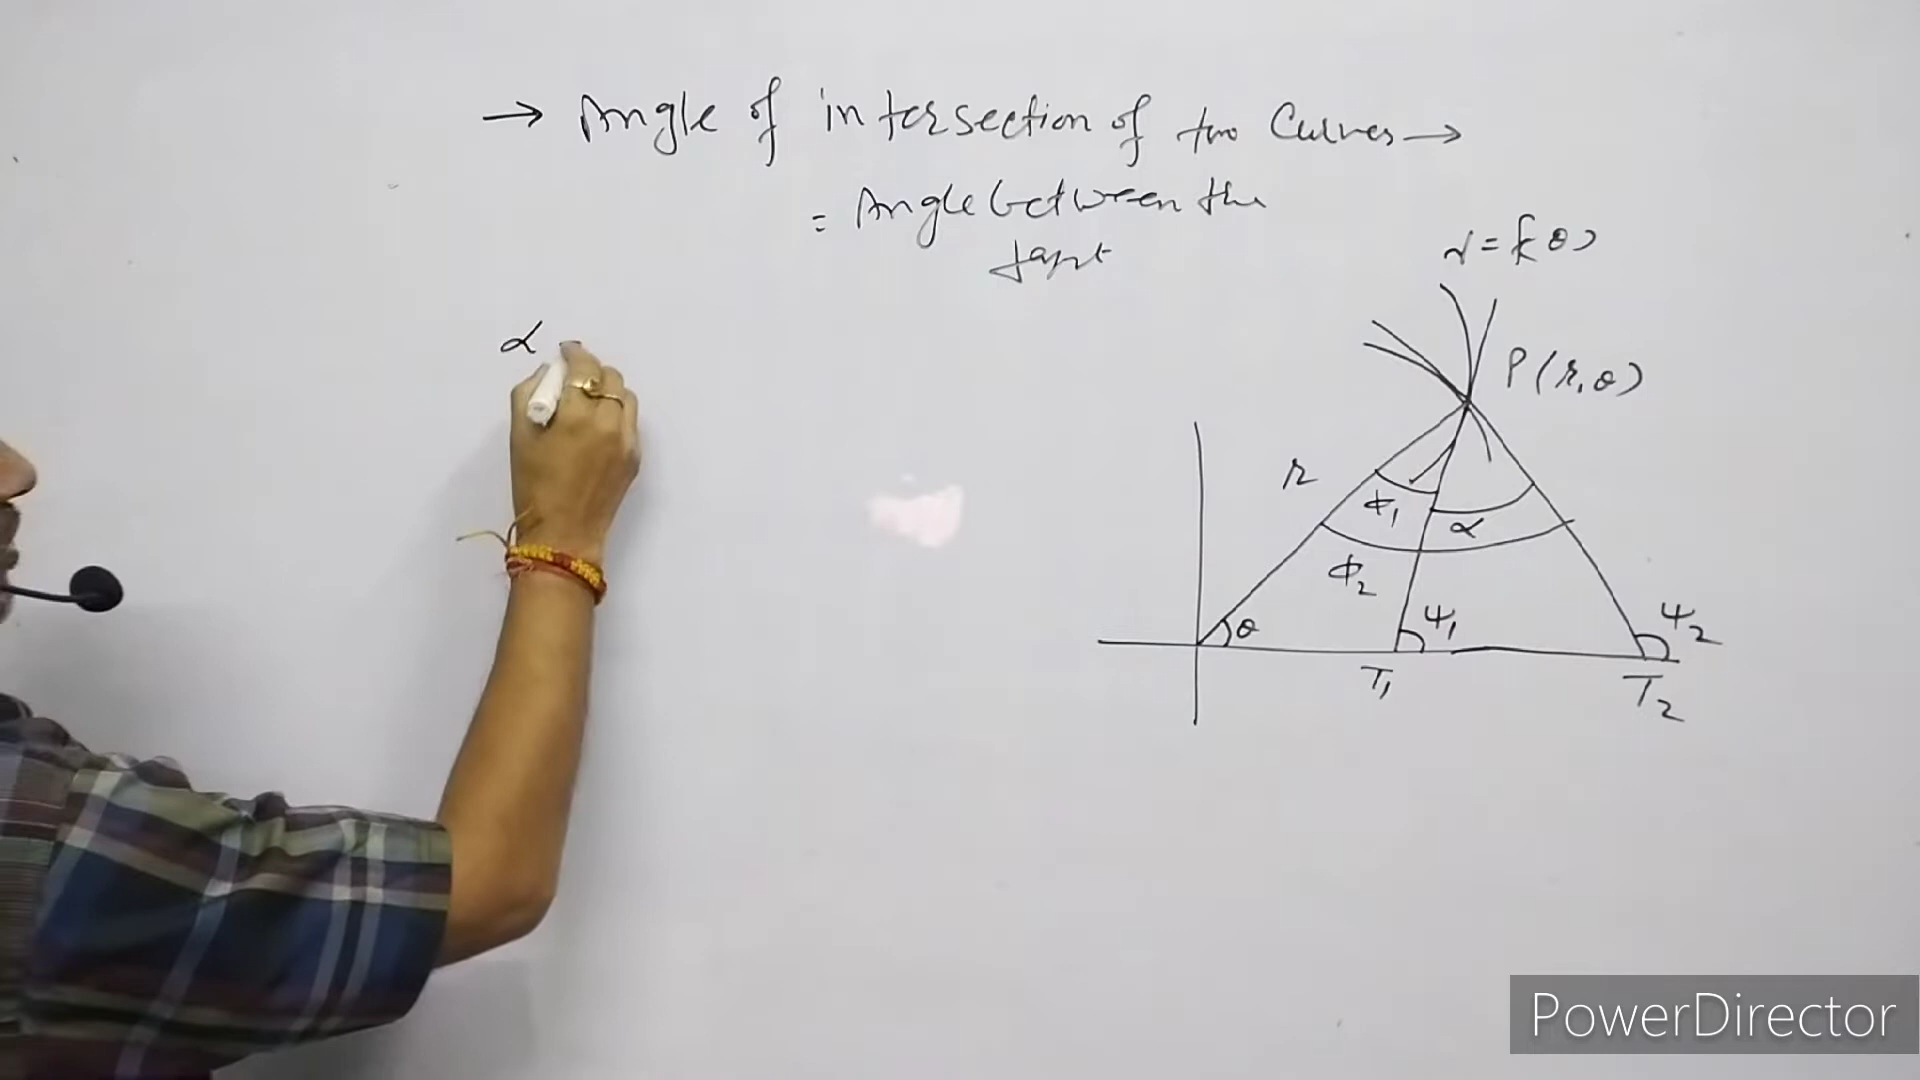 → Angle of intersection of two Curves →
= Angle between the
r = f(θ)
α
P(r,θ)
r
ϕ1
α
ϕ2
θ
ψ1
ψ2
T1
T2
PowerDirector